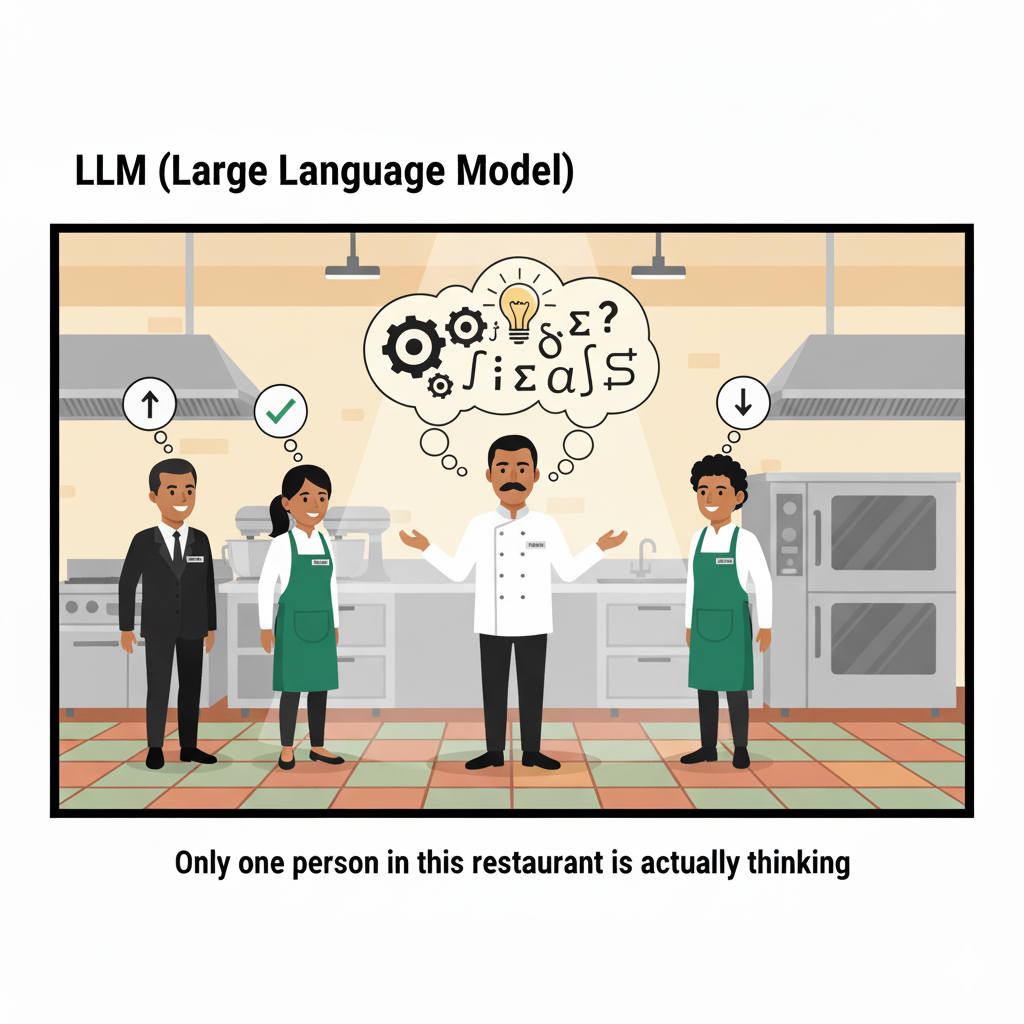 LLM (Large Language Model)
Only one person in this restaurant is actually thinking